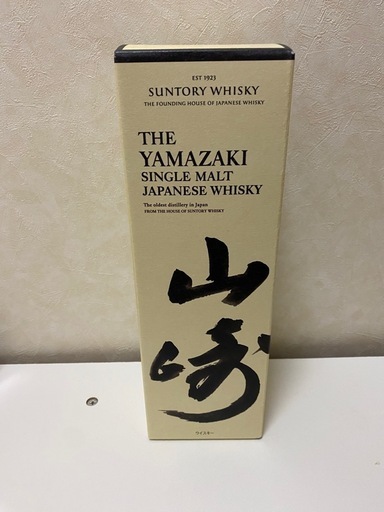 EST 1923
SUNTORY WHISKY
THE FOUNDING HOUSE OF JAPANESE WHISKY
THE
YAMAZAKI
SINGLE MALT
JAPANESE WHISKY
The oldest distillery in Japan
FROM THE HOUSE OF SUNTORY WHISKY
山
崎
ウイスキー